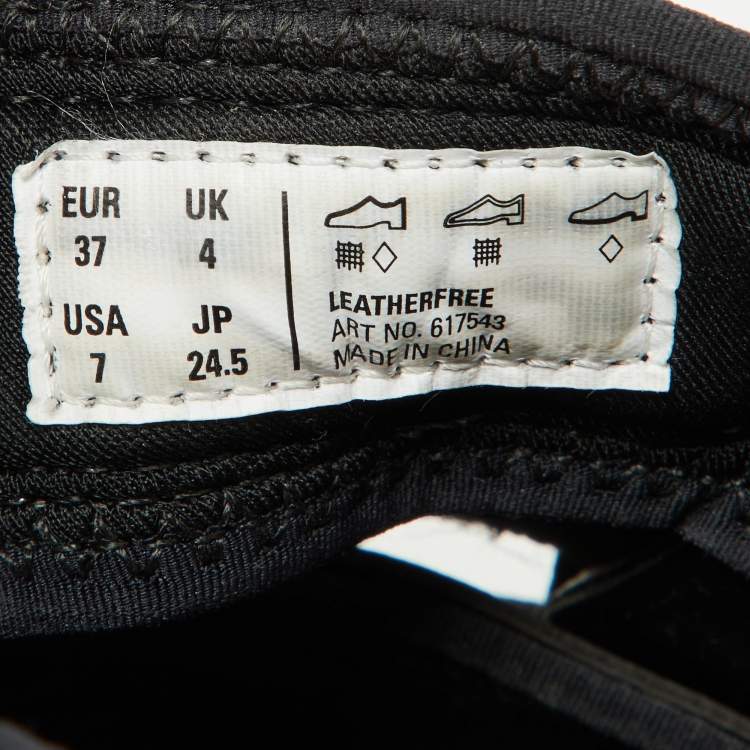 EUR UK
37 4
USA JP
7 24.5
LEATHERFREE
ART NO. 617543
MADE IN CHINA